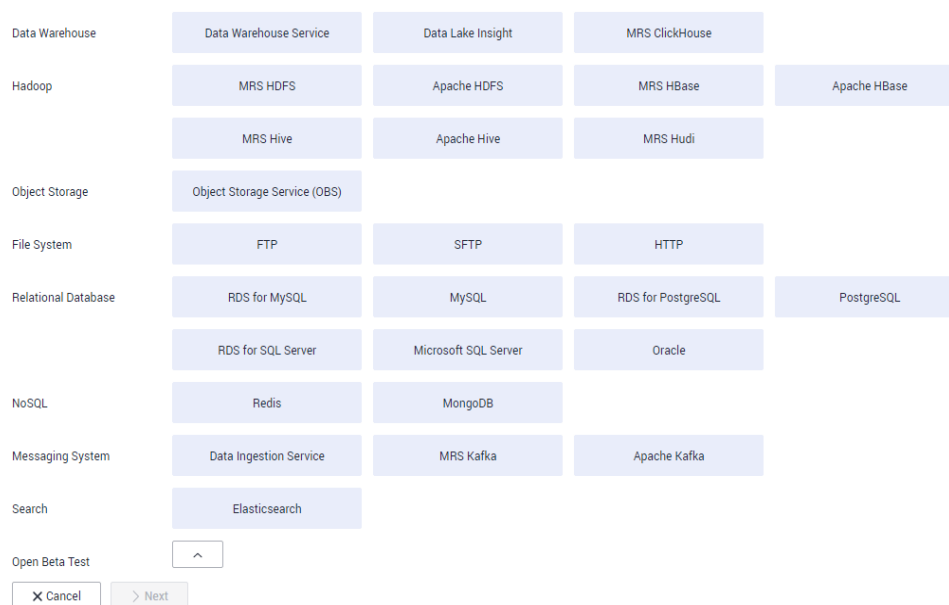 Data Warehouse Data Warehouse Service Data Lake Insight MRS ClickHouse
Hadoop MRS HDFS Apache HDFS MRS HBase Apache HBase
MRS Hive Apache Hive MRS Hudi
Object Storage Object Storage Service (OBS)
File System FTP SFTP HTTP
Relational Database RDS for MySQL MySQL RDS for PostgreSQL PostgreSQL
RDS for SQL Server Microsoft SQL Server Oracle
NoSQL Redis MongoDB
Messaging System Data Ingestion Service MRS Kafka Apache Kafka
Search Elasticsearch
Open Beta Test
Cancel Next